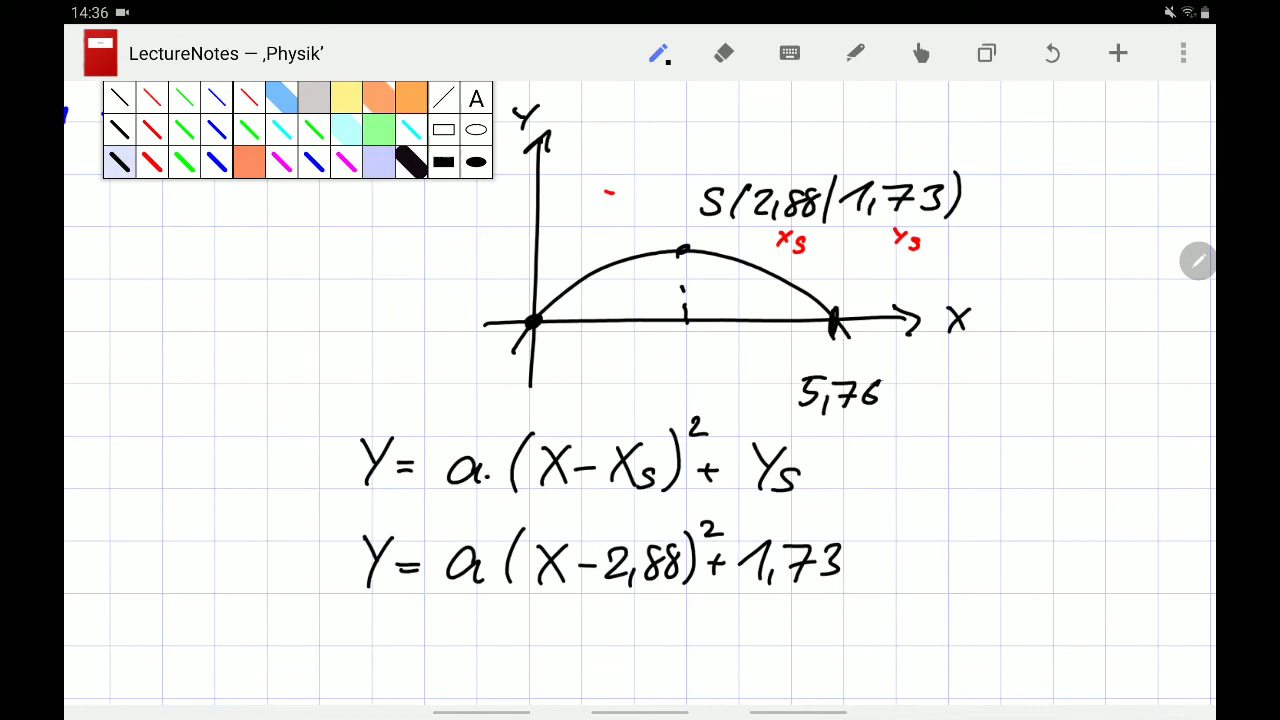 14:36
LectureNotes — ‚Physik’
A
Y
S(2,88/1,73)
xs ys
X
5,76
Y= a·(X-Xs)²+ Ys
Y= a(X-2,88)²+1,73